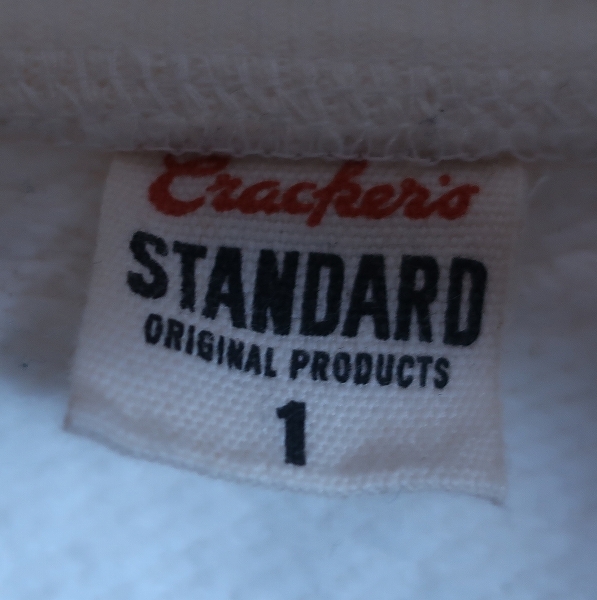 Cracker's
STANDARD
ORIGINAL PRODUCTS
1